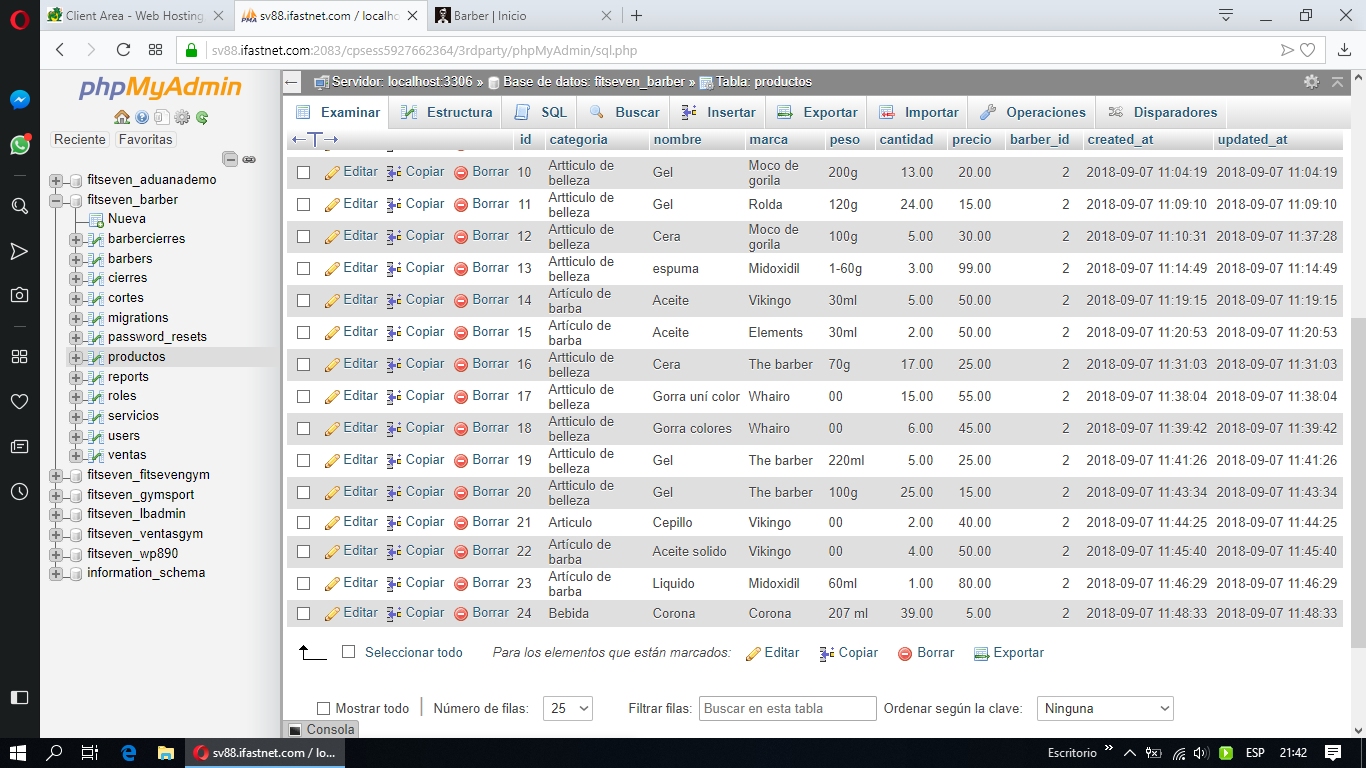 Client Area - Web Hosting
sv88.ifastnet.com / localho
Barber | Inicio
sv88.ifastnet.com:2083/cpsess5927662364/3rdparty/phpMyAdmin/sql.php
phpMyAdmin
Reciente Favoritas
fitseven_aduanademo
fitseven_barber
Nueva
barbercierres
barbers
cierres
cortes
migrations
password_resets
productos
reports
roles
servicios
users
ventas
fitseven_fitsevengym
fitseven_gymsport
fitseven_lbadmin
fitseven_ventasgym
fitseven_wp890
information_schema
Servidor: localhost:3306 » Base de datos: fitseven_barber » Tabla: productos
Examinar Estructura SQL Buscar Insertar Exportar Importar Operaciones Disparadores
id categoria nombre marca peso cantidad precio barber_id created_at updated_at
Editar Copiar Borrar 10 Artticulo de belleza Gel Moco de gorila 200g 13.00 20.00 2 2018-09-07 11:04:19 2018-09-07 11:04:19
Editar Copiar Borrar 11 Artticulo de belleza Gel Rolda 120g 24.00 15.00 2 2018-09-07 11:09:10 2018-09-07 11:09:10
Editar Copiar Borrar 12 Artticulo de belleza Cera Moco de gorila 100g 5.00 30.00 2 2018-09-07 11:10:31 2018-09-07 11:37:28
Editar Copiar Borrar 13 Artticulo de belleza espuma Midoxidil 1-60g 3.00 99.00 2 2018-09-07 11:14:49 2018-09-07 11:14:49
Editar Copiar Borrar 14 Artículo de barba Aceite Vikingo 30ml 5.00 50.00 2 2018-09-07 11:19:15 2018-09-07 11:19:15
Editar Copiar Borrar 15 Artículo de barba Aceite Elements 30ml 2.00 50.00 2 2018-09-07 11:20:53 2018-09-07 11:20:53
Editar Copiar Borrar 16 Artticulo de belleza Cera The barber 70g 17.00 25.00 2 2018-09-07 11:31:03 2018-09-07 11:31:03
Editar Copiar Borrar 17 Artticulo de belleza Gorra uní color Whairo 00 15.00 55.00 2 2018-09-07 11:38:04 2018-09-07 11:38:04
Editar Copiar Borrar 18 Artticulo de belleza Gorra colores Whairo 00 6.00 45.00 2 2018-09-07 11:39:42 2018-09-07 11:39:42
Editar Copiar Borrar 19 Artticulo de belleza Gel The barber 220ml 5.00 25.00 2 2018-09-07 11:41:26 2018-09-07 11:41:26
Editar Copiar Borrar 20 Artticulo de belleza Gel The barber 100g 25.00 15.00 2 2018-09-07 11:43:34 2018-09-07 11:43:34
Editar Copiar Borrar 21 Articulo Cepillo Vikingo 00 2.00 40.00 2 2018-09-07 11:44:25 2018-09-07 11:44:25
Editar Copiar Borrar 22 Artículo de barba Aceite solido Vikingo 00 4.00 50.00 2 2018-09-07 11:45:40 2018-09-07 11:45:40
Editar Copiar Borrar 23 Artículo de barba Liquido Midoxidil 60ml 1.00 80.00 2 2018-09-07 11:46:29 2018-09-07 11:46:29
Editar Copiar Borrar 24 Bebida Corona Corona 207 ml 39.00 5.00 2 2018-09-07 11:48:33 2018-09-07 11:48:33
Seleccionar todo Para los elementos que están marcados: Editar Copiar Borrar Exportar
Mostrar todo Número de filas: 25 Filtrar filas: Buscar en esta tabla Ordenar según la clave: Ninguna
Consola
sv88.ifastnet.com / lo...
Escritorio
ESP
21:42